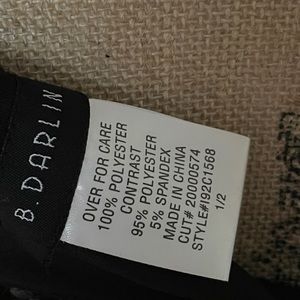 B. DARLIN
OVER FOR CARE
100% POLYESTER
CONTRAST
95% POLYESTER
5% SPANDEX
MADE IN CHINA
CUT# 20000574
STYLE#I92G1568
1/2